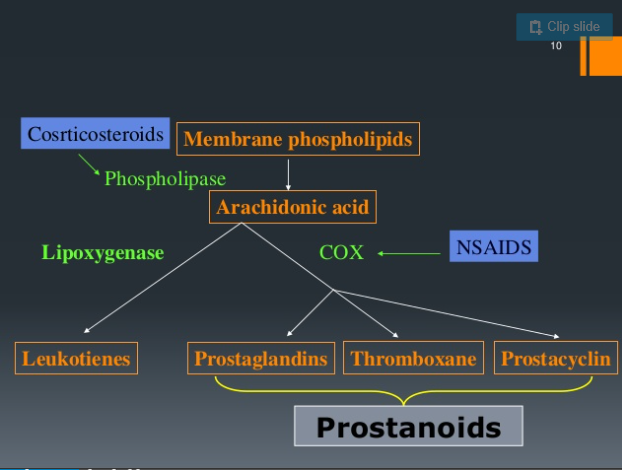 Clip slide
10
Cosrticosteroids
Membrane phospholipids
Phospholipase
Arachidonic acid
Lipoxygenase
COX
NSAIDS
Leukotienes
Prostaglandins
Thromboxane
Prostacyclin
Prostanoids